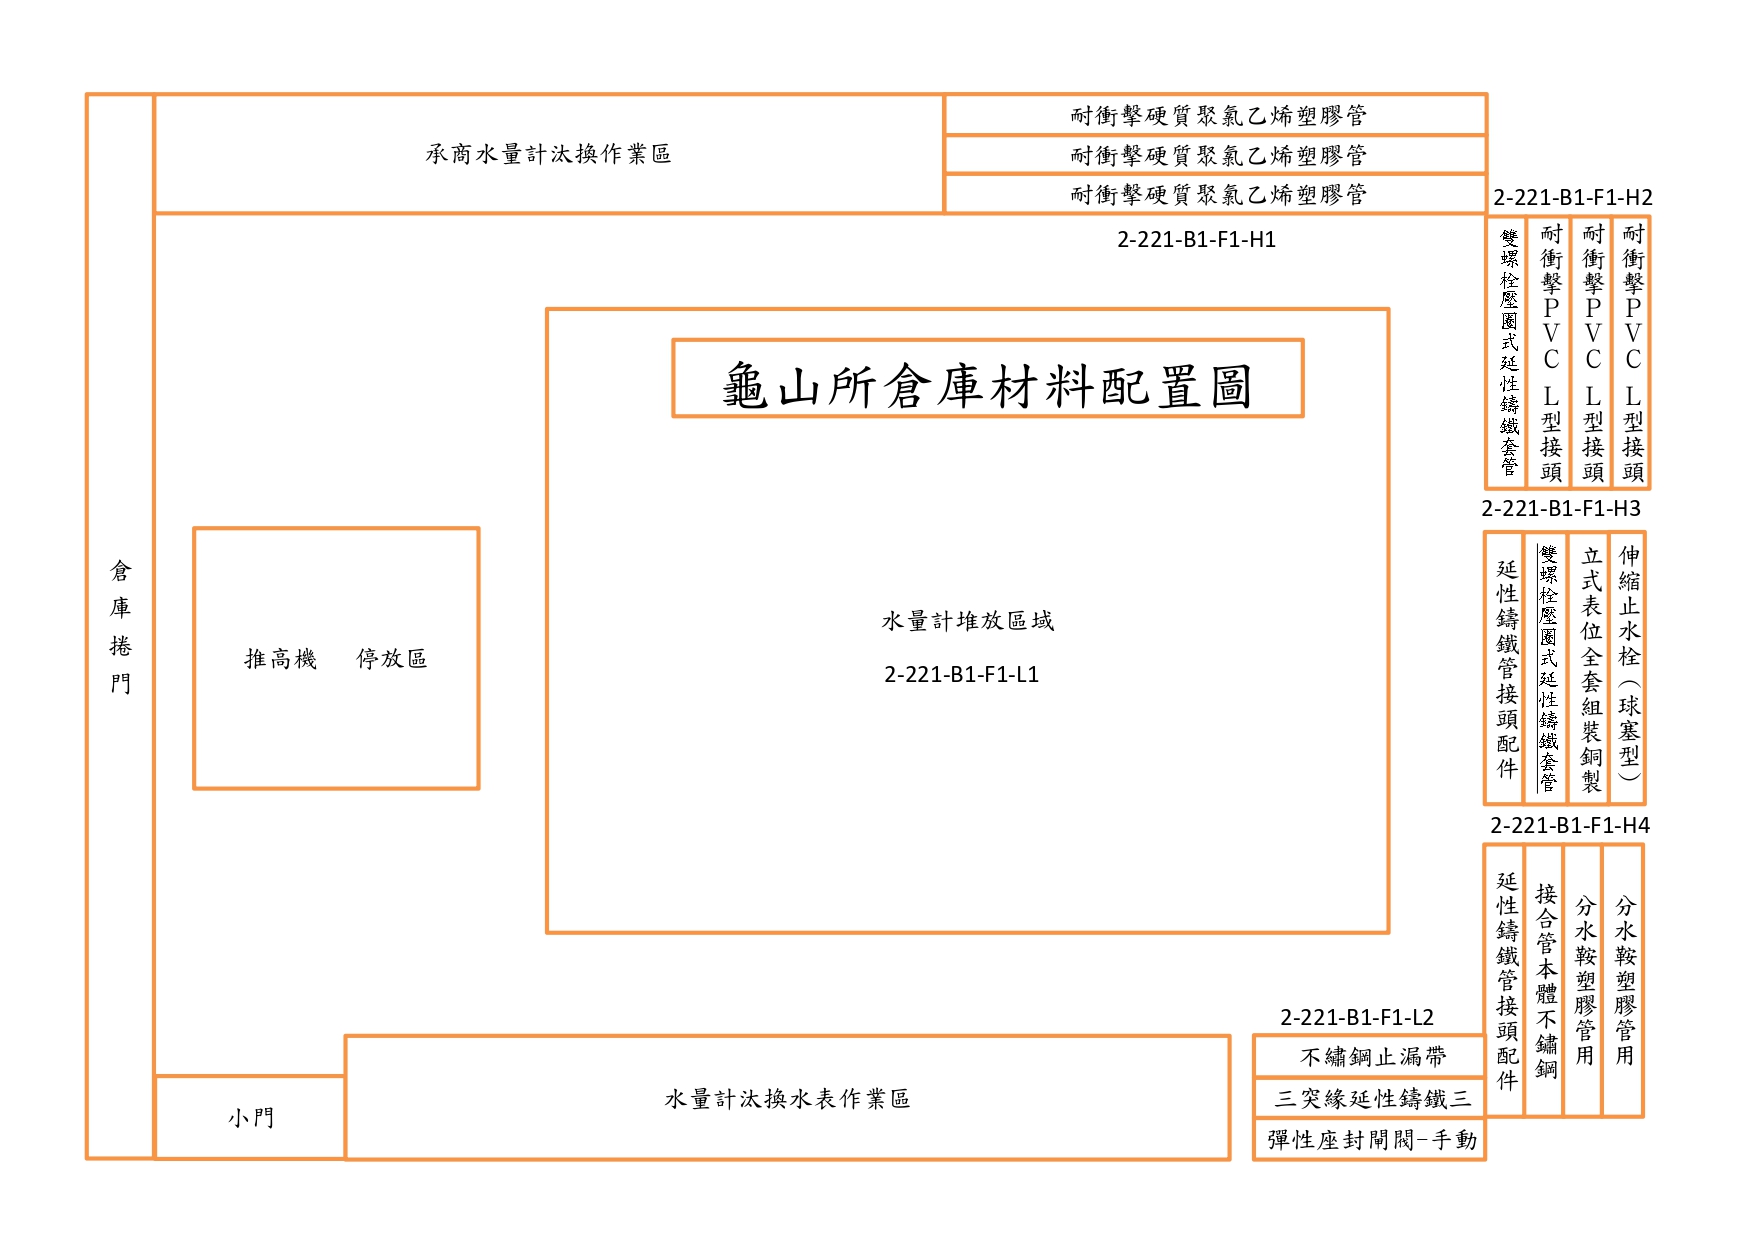 承商水量計汰換作業區
耐衝擊硬質聚氯乙烯塑膠管
耐衝擊硬質聚氯乙烯塑膠管
耐衝擊硬質聚氯乙烯塑膠管
2-221-B1-F1-H1
2-221-B1-F1-H2
雙螺栓壓圈式延性鑄鐵套管
耐衝擊PVC L型接頭
耐衝擊PVC L型接頭
耐衝擊PVC L型接頭
龜山所倉庫材料配置圖
2-221-B1-F1-H3
延性鑄鐵管接頭配件
雙螺栓壓圈式延性鑄鐵套管
立式表位全套組裝銅製
伸縮止水栓（球塞型）
倉庫捲門
推高機 停放區
水量計堆放區域
2-221-B1-F1-L1
2-221-B1-F1-H4
延性鑄鐵管接頭配件
接合管本體不鏽鋼
分水鞍塑膠管用
分水鞍塑膠管用
2-221-B1-F1-L2
不繡鋼止漏帶
三突緣延性鑄鐵三
彈性座封閘閥-手動
水量計汰換水表作業區
小門